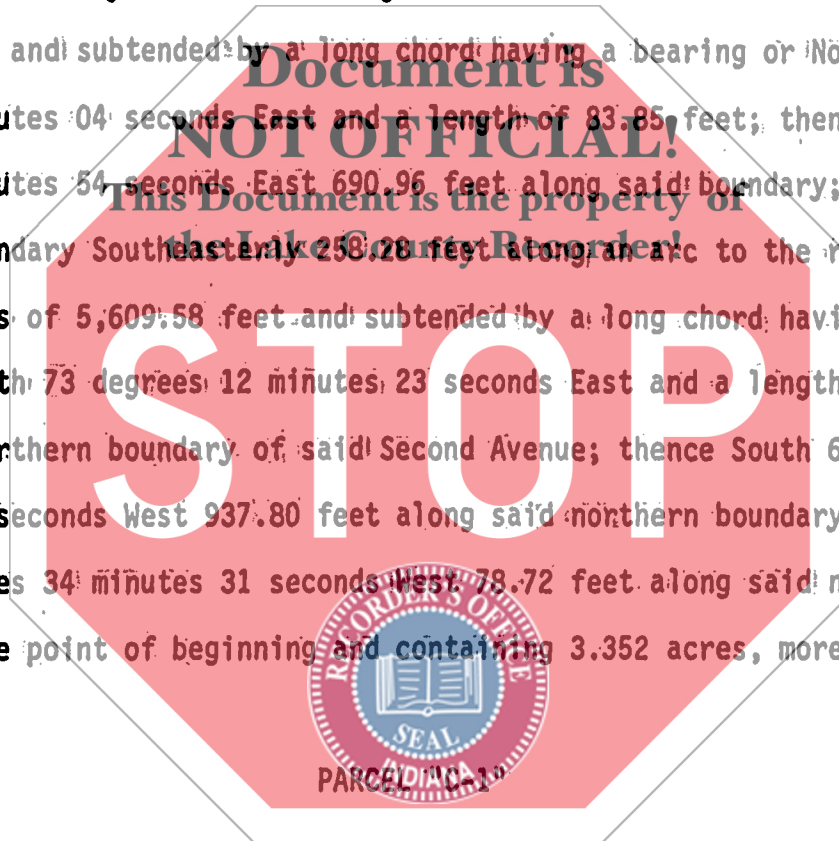 and subtended by a long chord having a bearing or No
Document is
utes 04 seconds East and a length of 83.85 feet; then
NOT OFFICIAL!
utes 54 seconds East 690.96 feet along said boundary;
This Document is the property of
ndary Southeasterly 258.28 feet along an arc to the r
the Lake County Recorder!
s of 5,609.58 feet and subtended by a long chord havi
STOP
th 73 degrees 12 minutes 23 seconds East and a length
rthern boundary of said Second Avenue; thence South 6
seconds West 937.80 feet along said northern boundary
es 34 minutes 31 seconds West 78.72 feet along said n
e point of beginning and containing 3.352 acres, more
RECORDER'S OFFICE
SEAL
INDIANA
PARCEL "C-1"